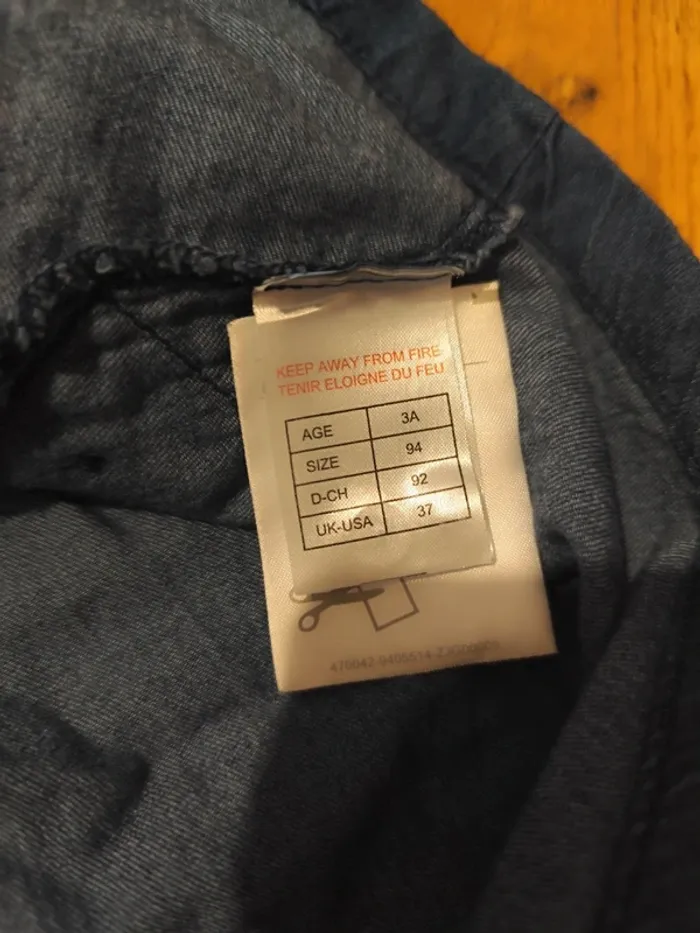 KEEP AWAY FROM FIRE
TENIR ELOIGNE DU FEU
AGE 3A
SIZE 94
D-CH 92
UK-USA 37